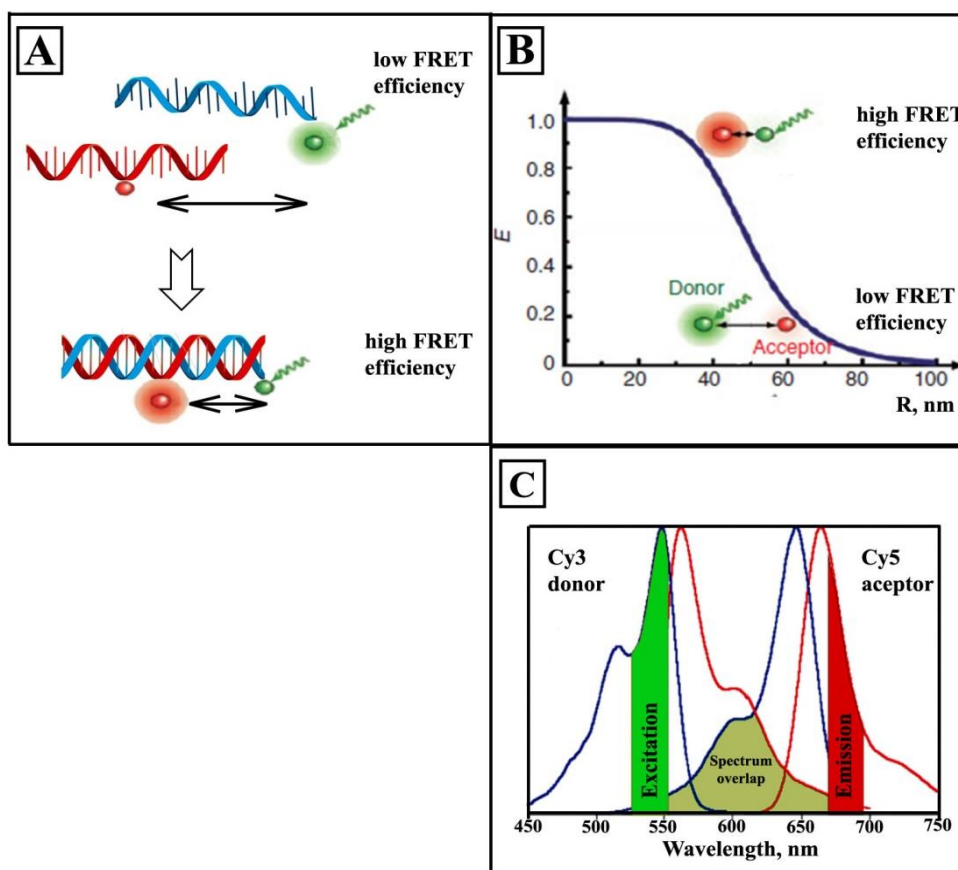 A
low FRET
efficiency
high FRET
efficiency
B
1.0
0.8
0.6
0.4
0.2
0
E
high FRET
efficiency
Donor
low FRET
efficiency
Acceptor
0 20 40 60 80 100
R, nm
C
Cy3
donor
Cy5
aceptor
Excitation
Spectrum
overlap
Emission
450 500 550 600 650 700 750
Wavelength, nm